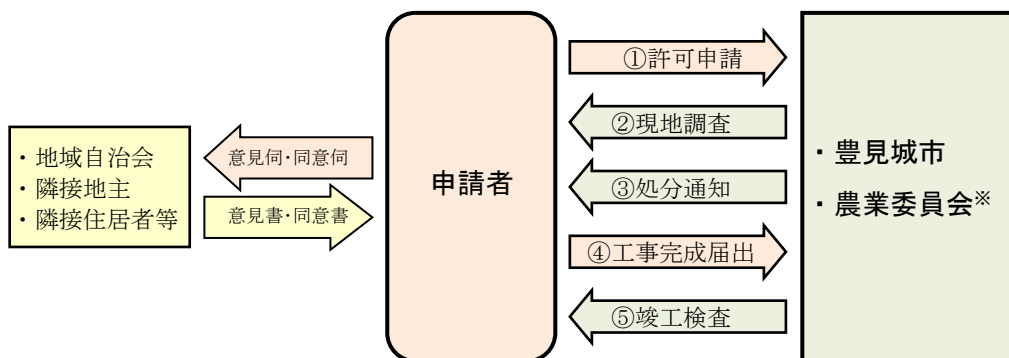 ・地域自治会
・隣接地主
・隣接住居者等
意見伺・同意伺
意見書・同意書
申請者
①許可申請
②現地調査
③処分通知
④工事完成届出
⑤竣工検査
・豊見城市
・農業委員会※